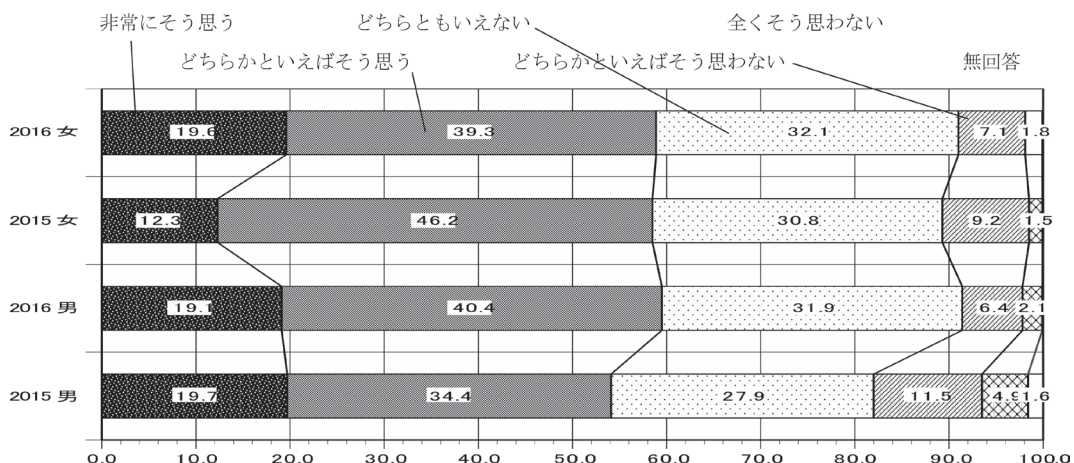 非常にそう思う どちらともいえない 全くそう思わない
どちらかといえばそう思う どちらかといえばそう思わない 無回答
2016 女 19.6 39.3 32.1 7.1 1.8
2015 女 12.3 46.2 30.8 9.2 1.5
2016 男 19.1 40.4 31.9 6.4 2.1
2015 男 19.7 34.4 27.9 11.5 4.9 1.6
0.0 10.0 20.0 30.0 40.0 50.0 60.0 70.0 80.0 90.0 100.0